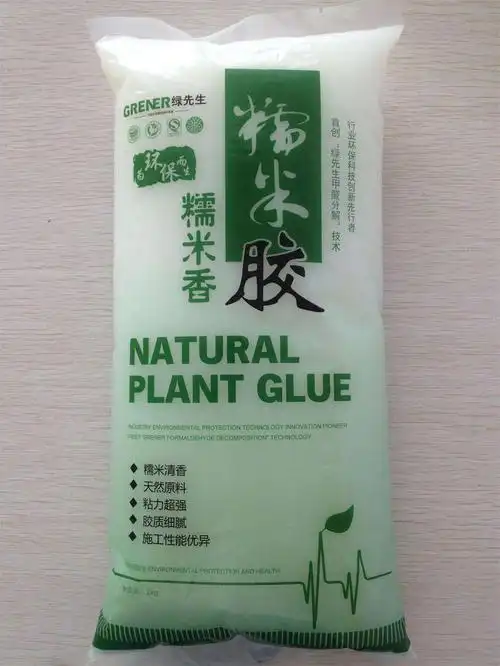 GRENER绿先生
为环保而生
糯米香
糯米胶
行业环保科技创新先行者
首创“绿先生甲醛分解”技术
NATURAL
PLANT GLUE
INDUSTRY ENVIRONMENTAL PROTECTION TECHNOLOGY INNOVATION PIONEER
FIRST GRENER FORMALDEHYDE DECOMPOSITION" TECHNOLOGY
◆ 糯米清香
◆ 天然原料
◆ 粘力超强
◆ 胶质细腻
◆ 施工性能优异
ENVIRONMENTAL PROTECTION AND HEALTH